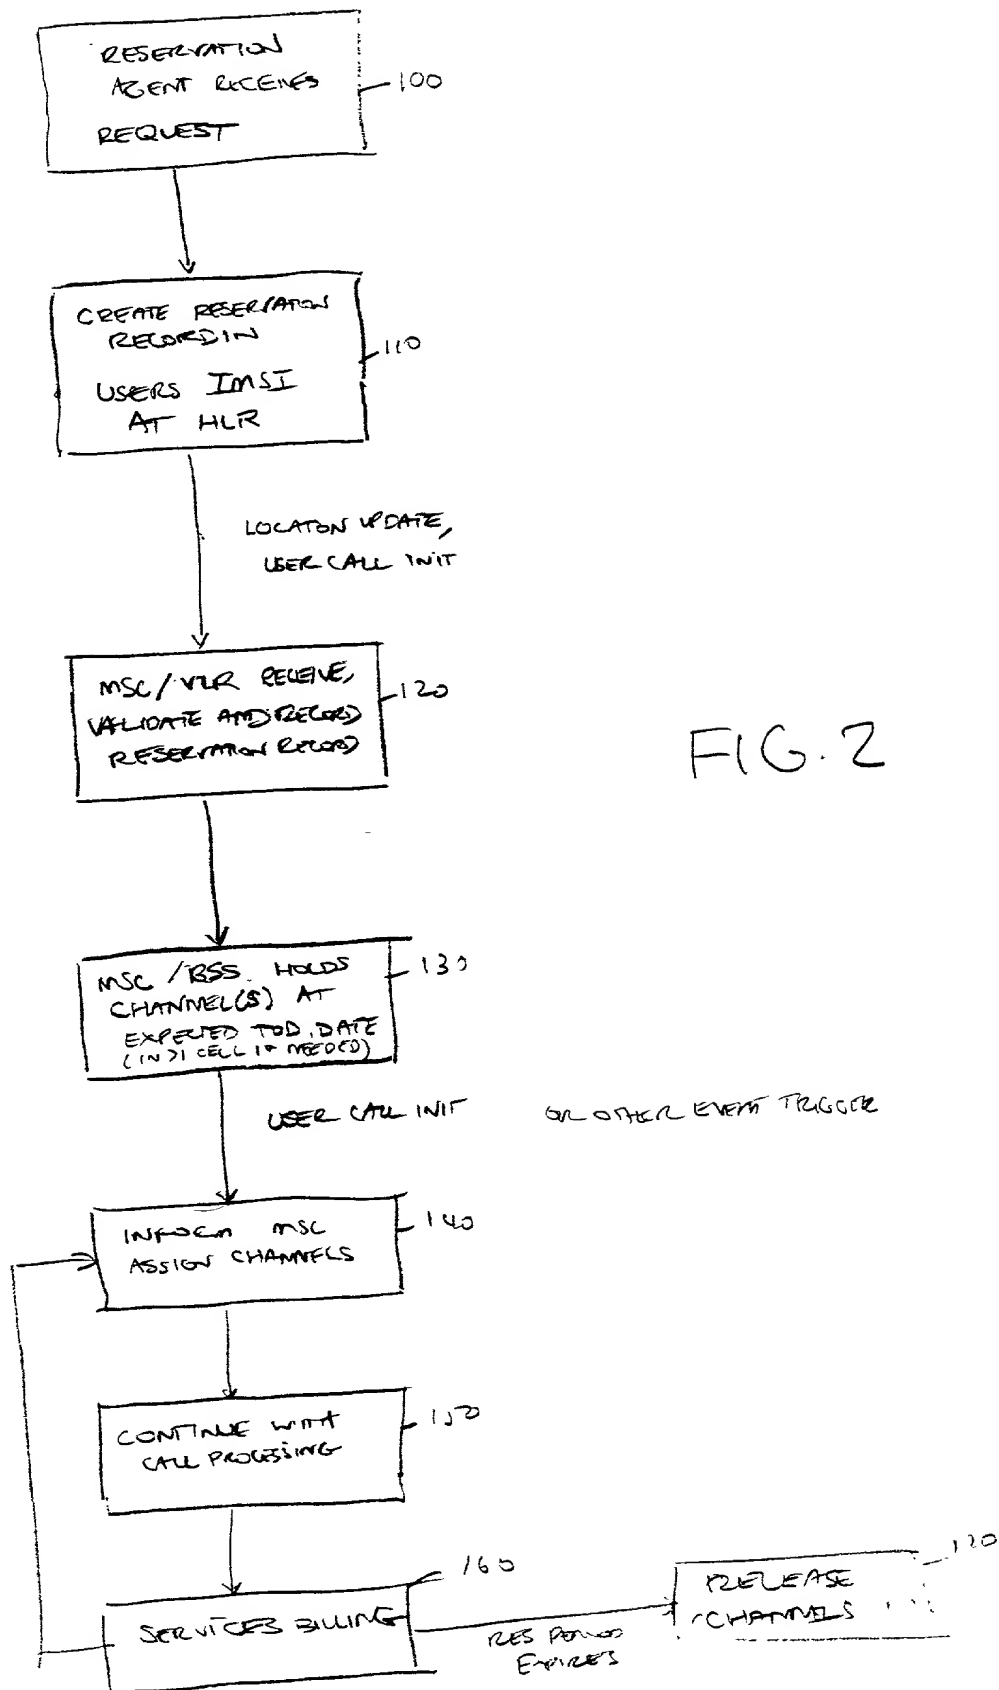 RESERVATION
AGENT RECEIVES
REQUEST
100
CREATE RESERVATION
RECORD IN
USERS IMSI
AT HLR
110
LOCATION UPDATE,
USER CALL INIT
MSC/VLR RECEIVE,
VALIDATE AND RECORD
RESERVATION RECORD
120
FIG. 2
MSC/BSS HOLDS
CHANNEL(S) AT
EXPECTED TOD, DATE
(IN >1 CELL IF NEEDED)
130
USER CALL INIT OR OTHER EVENT TRIGGER
INFORM MSC
ASSIGN CHANNELS
140
CONTINUE WITH
CALL PROCESSING
150
SERVICES BILLING
160
RES PERIOD
EXPIRES
RELEASE
CHANNELS